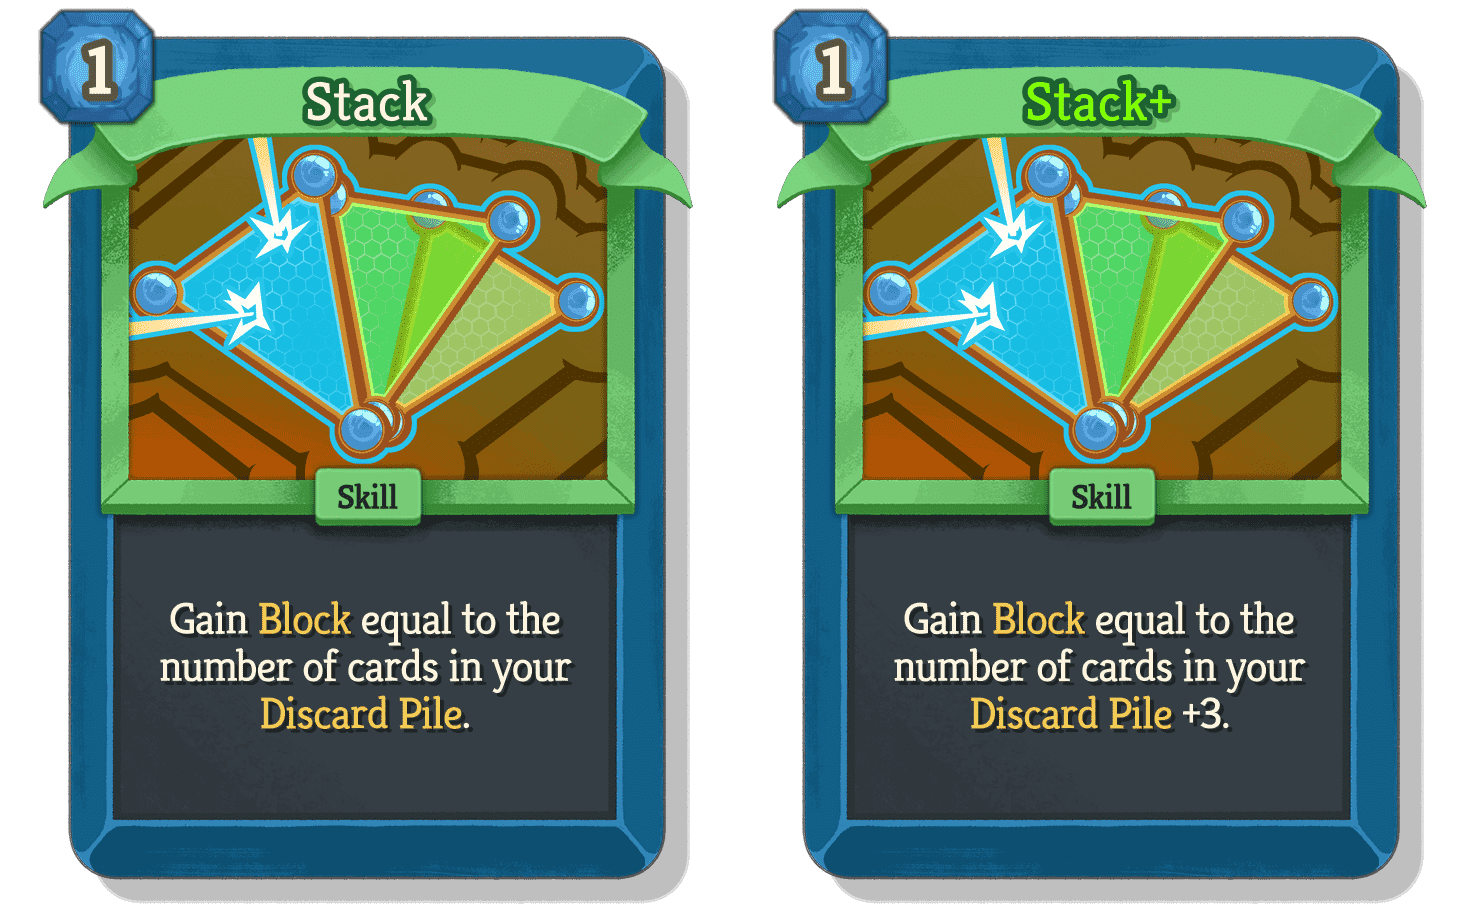 1
Stack
Skill
Gain Block equal to the
number of cards in your
Discard Pile.
1
Stack+
Skill
Gain Block equal to the
number of cards in your
Discard Pile +3.